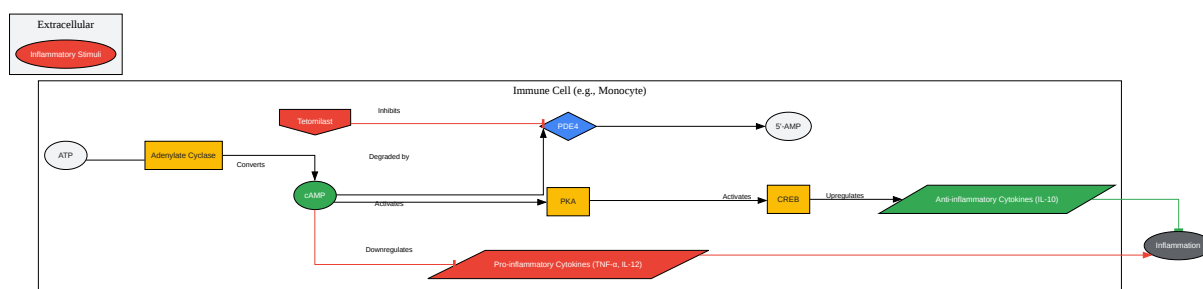 Extracellular
Inflammatory Stimuli
Immune Cell (e.g., Monocyte)
Tetomilast
Inhibits
PDE4
5'-AMP
ATP
Adenylate Cyclase
Converts
Degraded by
cAMP
Activates
PKA
Activates
CREB
Upregulates
Anti-inflammatory Cytokines (IL-10)
Downregulates
Pro-inflammatory Cytokines (TNF-α, IL-12)
Inflammation